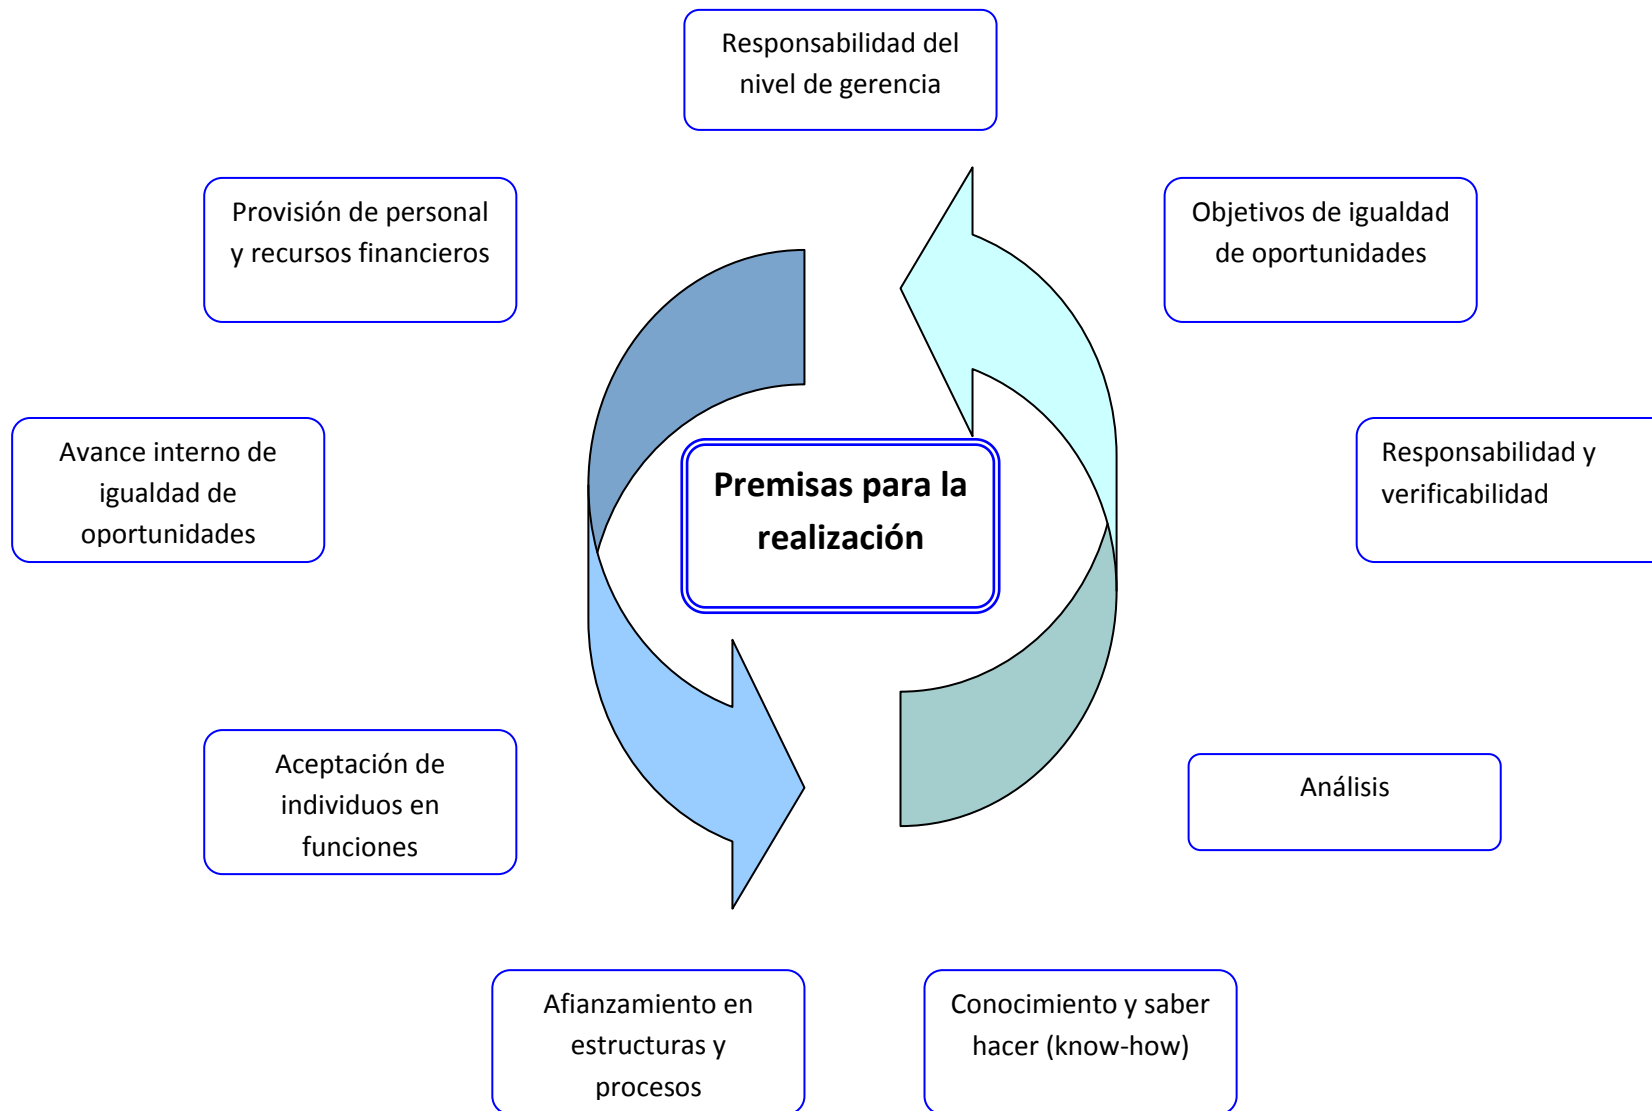 Responsabilidad del
nivel de gerencia
Provisión de personal
y recursos financieros
Objetivos de igualdad
de oportunidades
Avance interno de
igualdad de
oportunidades
Premisas para la
realización
Responsabilidad y
verificabilidad
Aceptación de
individuos en
funciones
Análisis
Afianzamiento en
estructuras y
procesos
Conocimiento y saber
hacer (know-how)